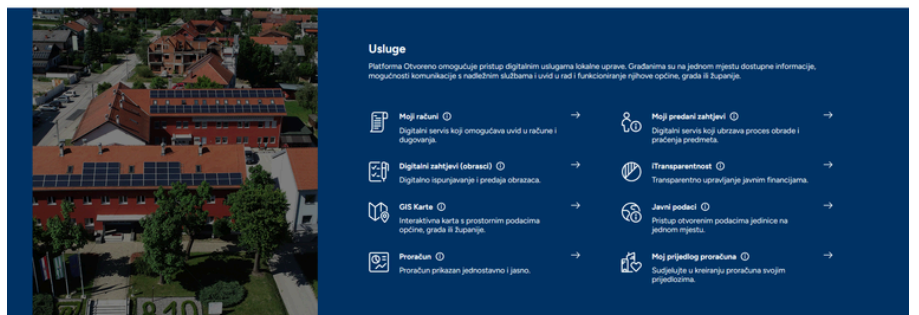 Usluge
Platforma Otvoreno omogućuje pristup digitalnim uslugama lokalne uprave. Građanima su na jednom mjestu dostupne informacije,
mogućnosti komunikacije s nadležnim službama i uvid u rad i funkcioniranje njihove općine, grada ili županije.
Moji računi
Digitalni servis koji omogućava uvid u račune i
dugovanja.
Moji predani zahtjevi
Digitalni servis koji ubrzava proces obrade i
praćenja predmeta.
Digitalni zahtjevi (obrasci)
Digitalno ispunjavanje i predaja obrazaca.
iTransparentnost
Transparentno upravljanje javnim financijama.
GIS Karte
Interaktivna karta s prostornim podacima
općine, grada ili županije.
Javni podaci
Pristup otvorenim podacima jedinice na
jednom mjestu.
Proračun
Proračun prikazan jednostavno i jasno.
Moj prijedlog proračuna
Sudjelujte u kreiranju proračuna svojim
prijedlozima.